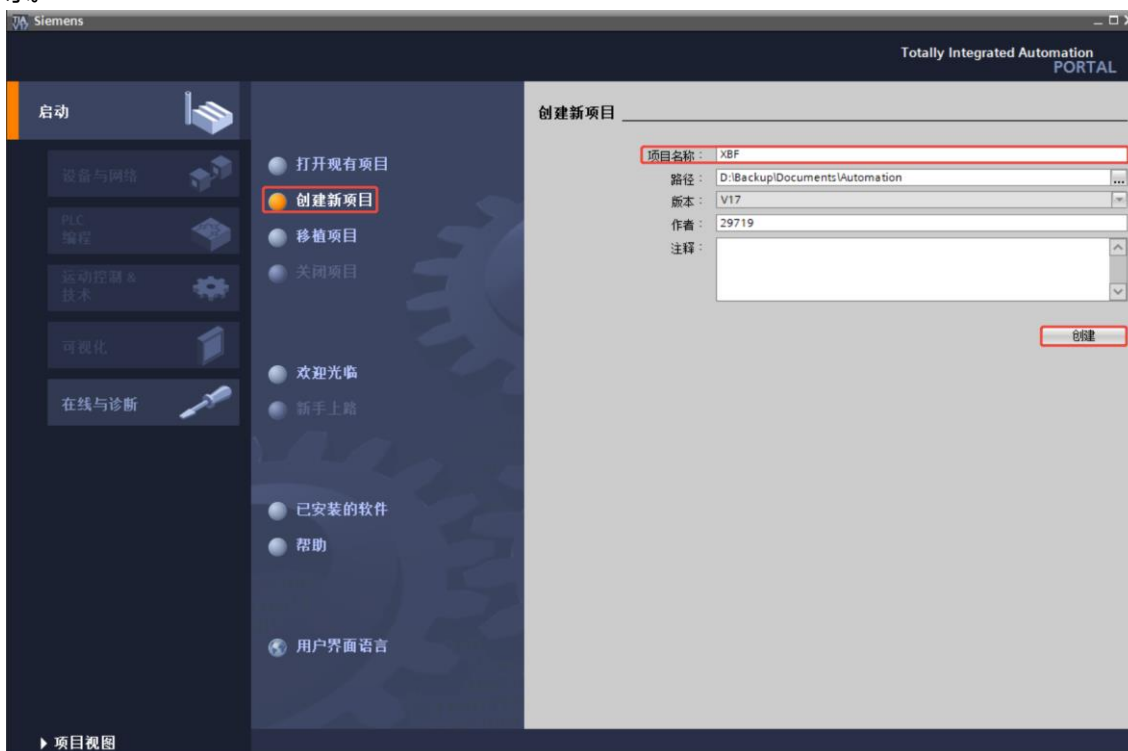 Siemens
Totally Integrated Automation
PORTAL
启动
设备与网络
PLC
编程
运动控制 &
技术
可视化
在线与诊断
打开现有项目
创建新项目
移植项目
关闭项目
欢迎光临
新手上路
已安装的软件
帮助
用户界面语言
创建新项目
项目名称: XBF
路径: D:\Backup\Documents\Automation
...
版本: V17
作者: 29719
注释:
创建
项目视图